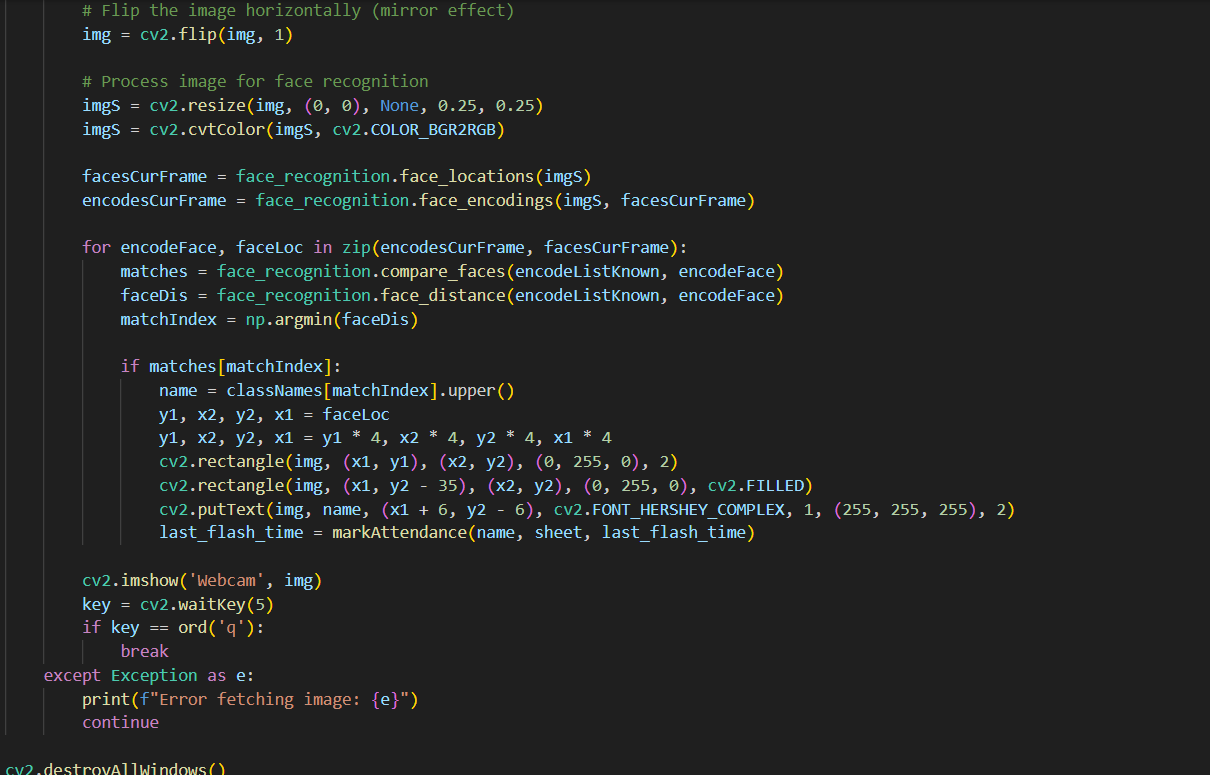 # Flip the image horizontally (mirror effect)
img = cv2.flip(img, 1)
# Process image for face recognition
imgS = cv2.resize(img, (0, 0), None, 0.25, 0.25)
imgS = cv2.cvtColor(imgS, cv2.COLOR_BGR2RGB)
facesCurFrame = face_recognition.face_locations(imgS)
encodesCurFrame = face_recognition.face_encodings(imgS, facesCurFrame)
for encodeFace, faceLoc in zip(encodesCurFrame, facesCurFrame):
matches = face_recognition.compare_faces(encodeListKnown, encodeFace)
faceDis = face_recognition.face_distance(encodeListKnown, encodeFace)
matchIndex = np.argmin(faceDis)
if matches[matchIndex]:
name = classNames[matchIndex].upper()
y1, x2, y2, x1 = faceLoc
y1, x2, y2, x1 = y1 * 4, x2 * 4, y2 * 4, x1 * 4
cv2.rectangle(img, (x1, y1), (x2, y2), (0, 255, 0), 2)
cv2.rectangle(img, (x1, y2 - 35), (x2, y2), (0, 255, 0), cv2.FILLED)
cv2.putText(img, name, (x1 + 6, y2 - 6), cv2.FONT_HERSHEY_COMPLEX, 1, (255, 255, 255), 2)
last_flash_time = markAttendance(name, sheet, last_flash_time)
cv2.imshow('Webcam', img)
key = cv2.waitKey(5)
if key == ord('q'):
break
except Exception as e:
print(f"Error fetching image: {e}")
continue
cv2.destroyAllWindows()